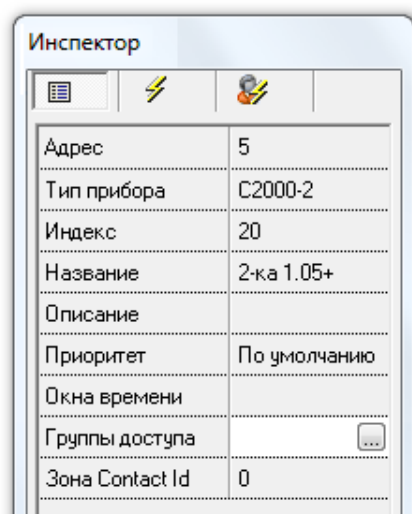 Инспектор
Адрес 5
Тип прибора С2000-2
Индекс 20
Название 2-ка 1.05+
Описание
Приоритет По умолчанию
Окна времени
Группы доступа ...
Зона Contact Id 0